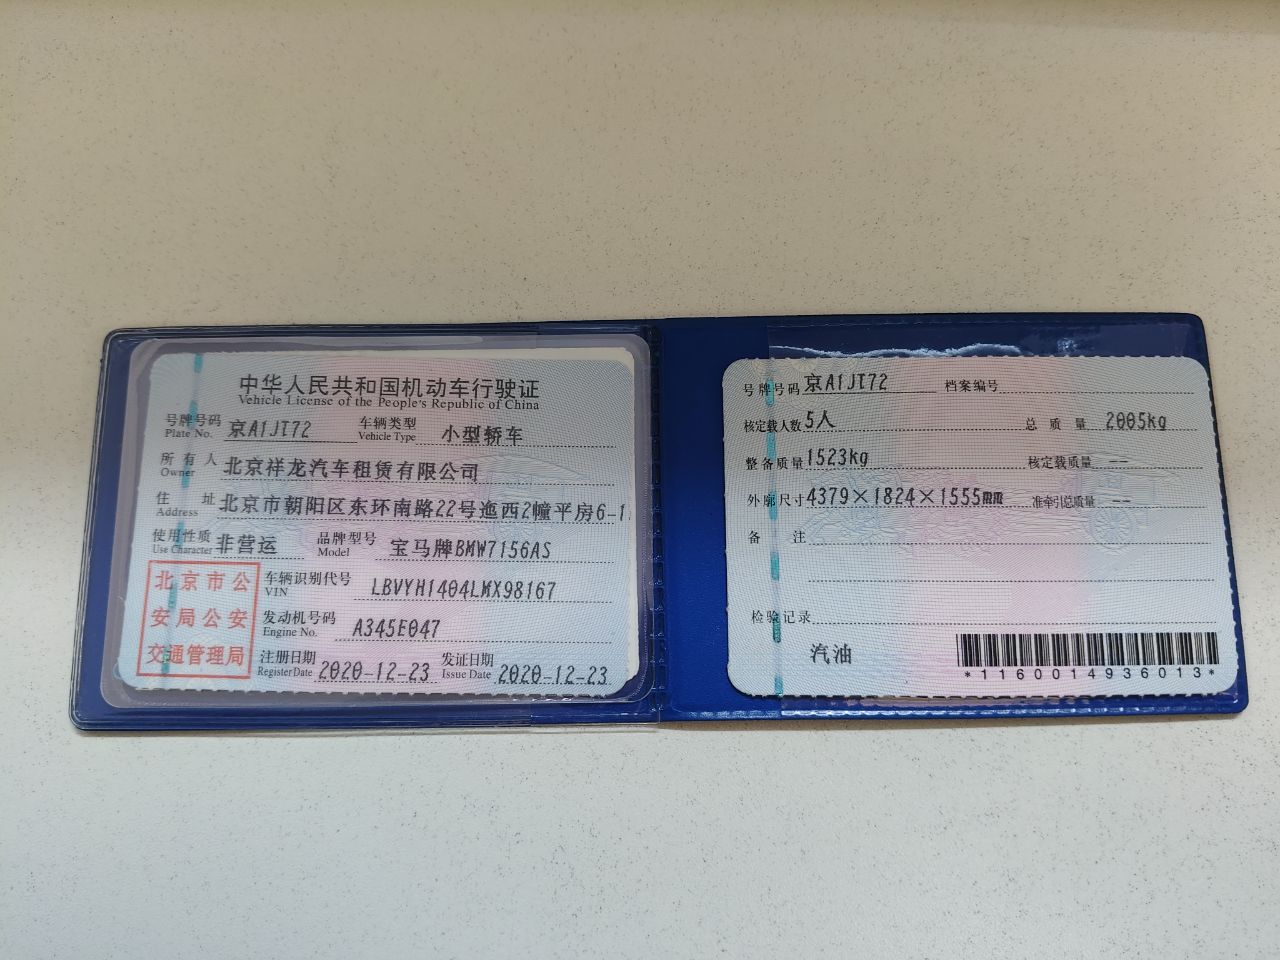 中华人民共和国机动车行驶证
Vehicle License of the People's Republic of China
号牌号码 京A1JT72 车辆类型 小型轿车
Plate No. Vehicle Type
所有人 北京祥龙汽车租赁有限公司
Owner
住址 北京市朝阳区东环南路22号迤西2幢平房6-1
Address
使用性质 非营运 品牌型号 宝马牌BMW7156AS
Use Character Model
车辆识别代号 LBVYH1404LMX98167
VIN
发动机号码 A345E047
Engine No.
注册日期 2020-12-23 发证日期 2020-12-23
Register Date Issue Date
北京市公
安局公安
交通管理局
号牌号码 京A1JT72 档案编号
核定载人数 5人 总质量 2005kg
整备质量 1523kg 核定载质量 --
外廓尺寸 4379×1824×1555mm 准牵引总质量 --
备注
检验记录
汽油
*1160014936013*